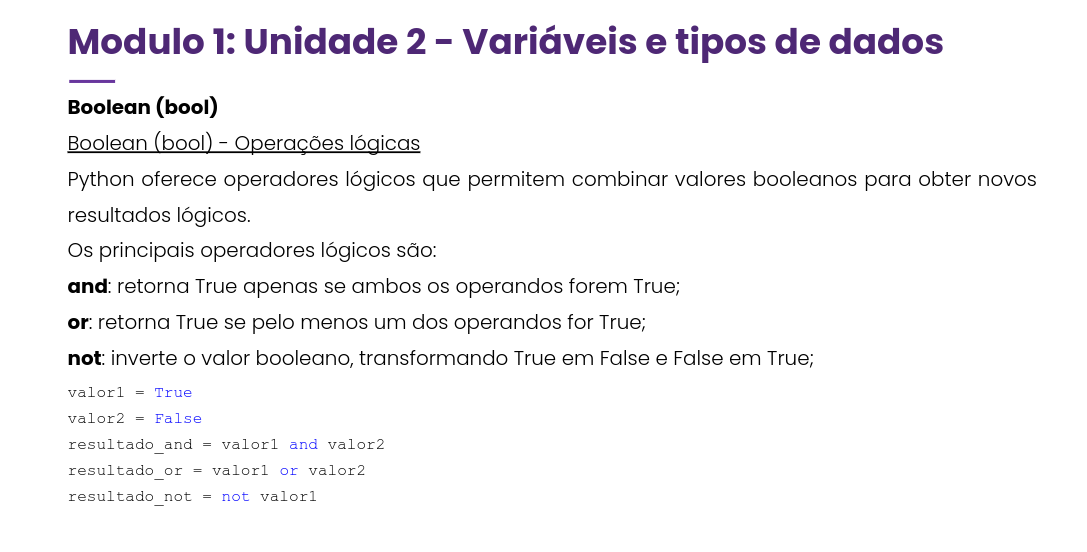 Modulo 1: Unidade 2 - Variáveis e tipos de dados
Boolean (bool)
Boolean (bool) - Operações lógicas
Python oferece operadores lógicos que permitem combinar valores booleanos para obter novos
resultados lógicos.
Os principais operadores lógicos são:
and: retorna True apenas se ambos os operandos forem True;
or: retorna True se pelo menos um dos operandos for True;
not: inverte o valor booleano, transformando True em False e False em True;
valor1 = True
valor2 = False
resultado_and = valor1 and valor2
resultado_or = valor1 or valor2
resultado_not = not valor1